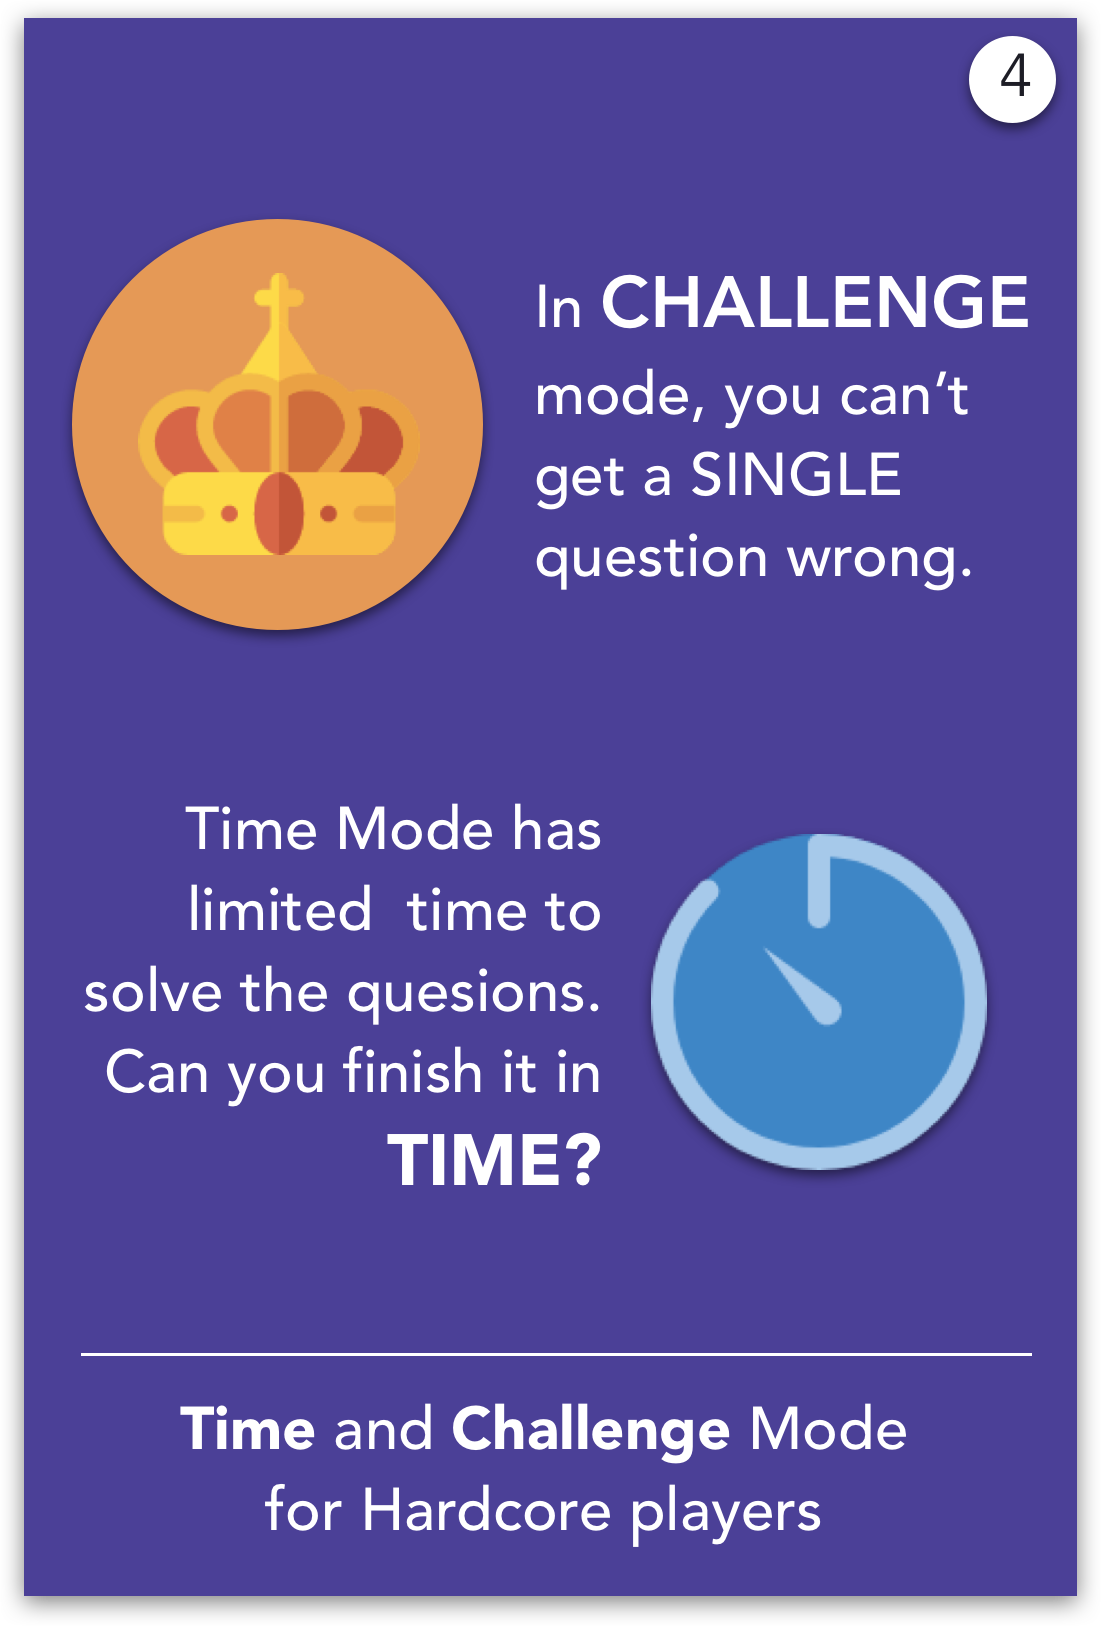 4
In CHALLENGE
mode, you can’t
get a SINGLE
question wrong.
Time Mode has
limited  time to
solve the quesions.
Can you finish it in
TIME?
Time and Challenge Mode
for Hardcore players